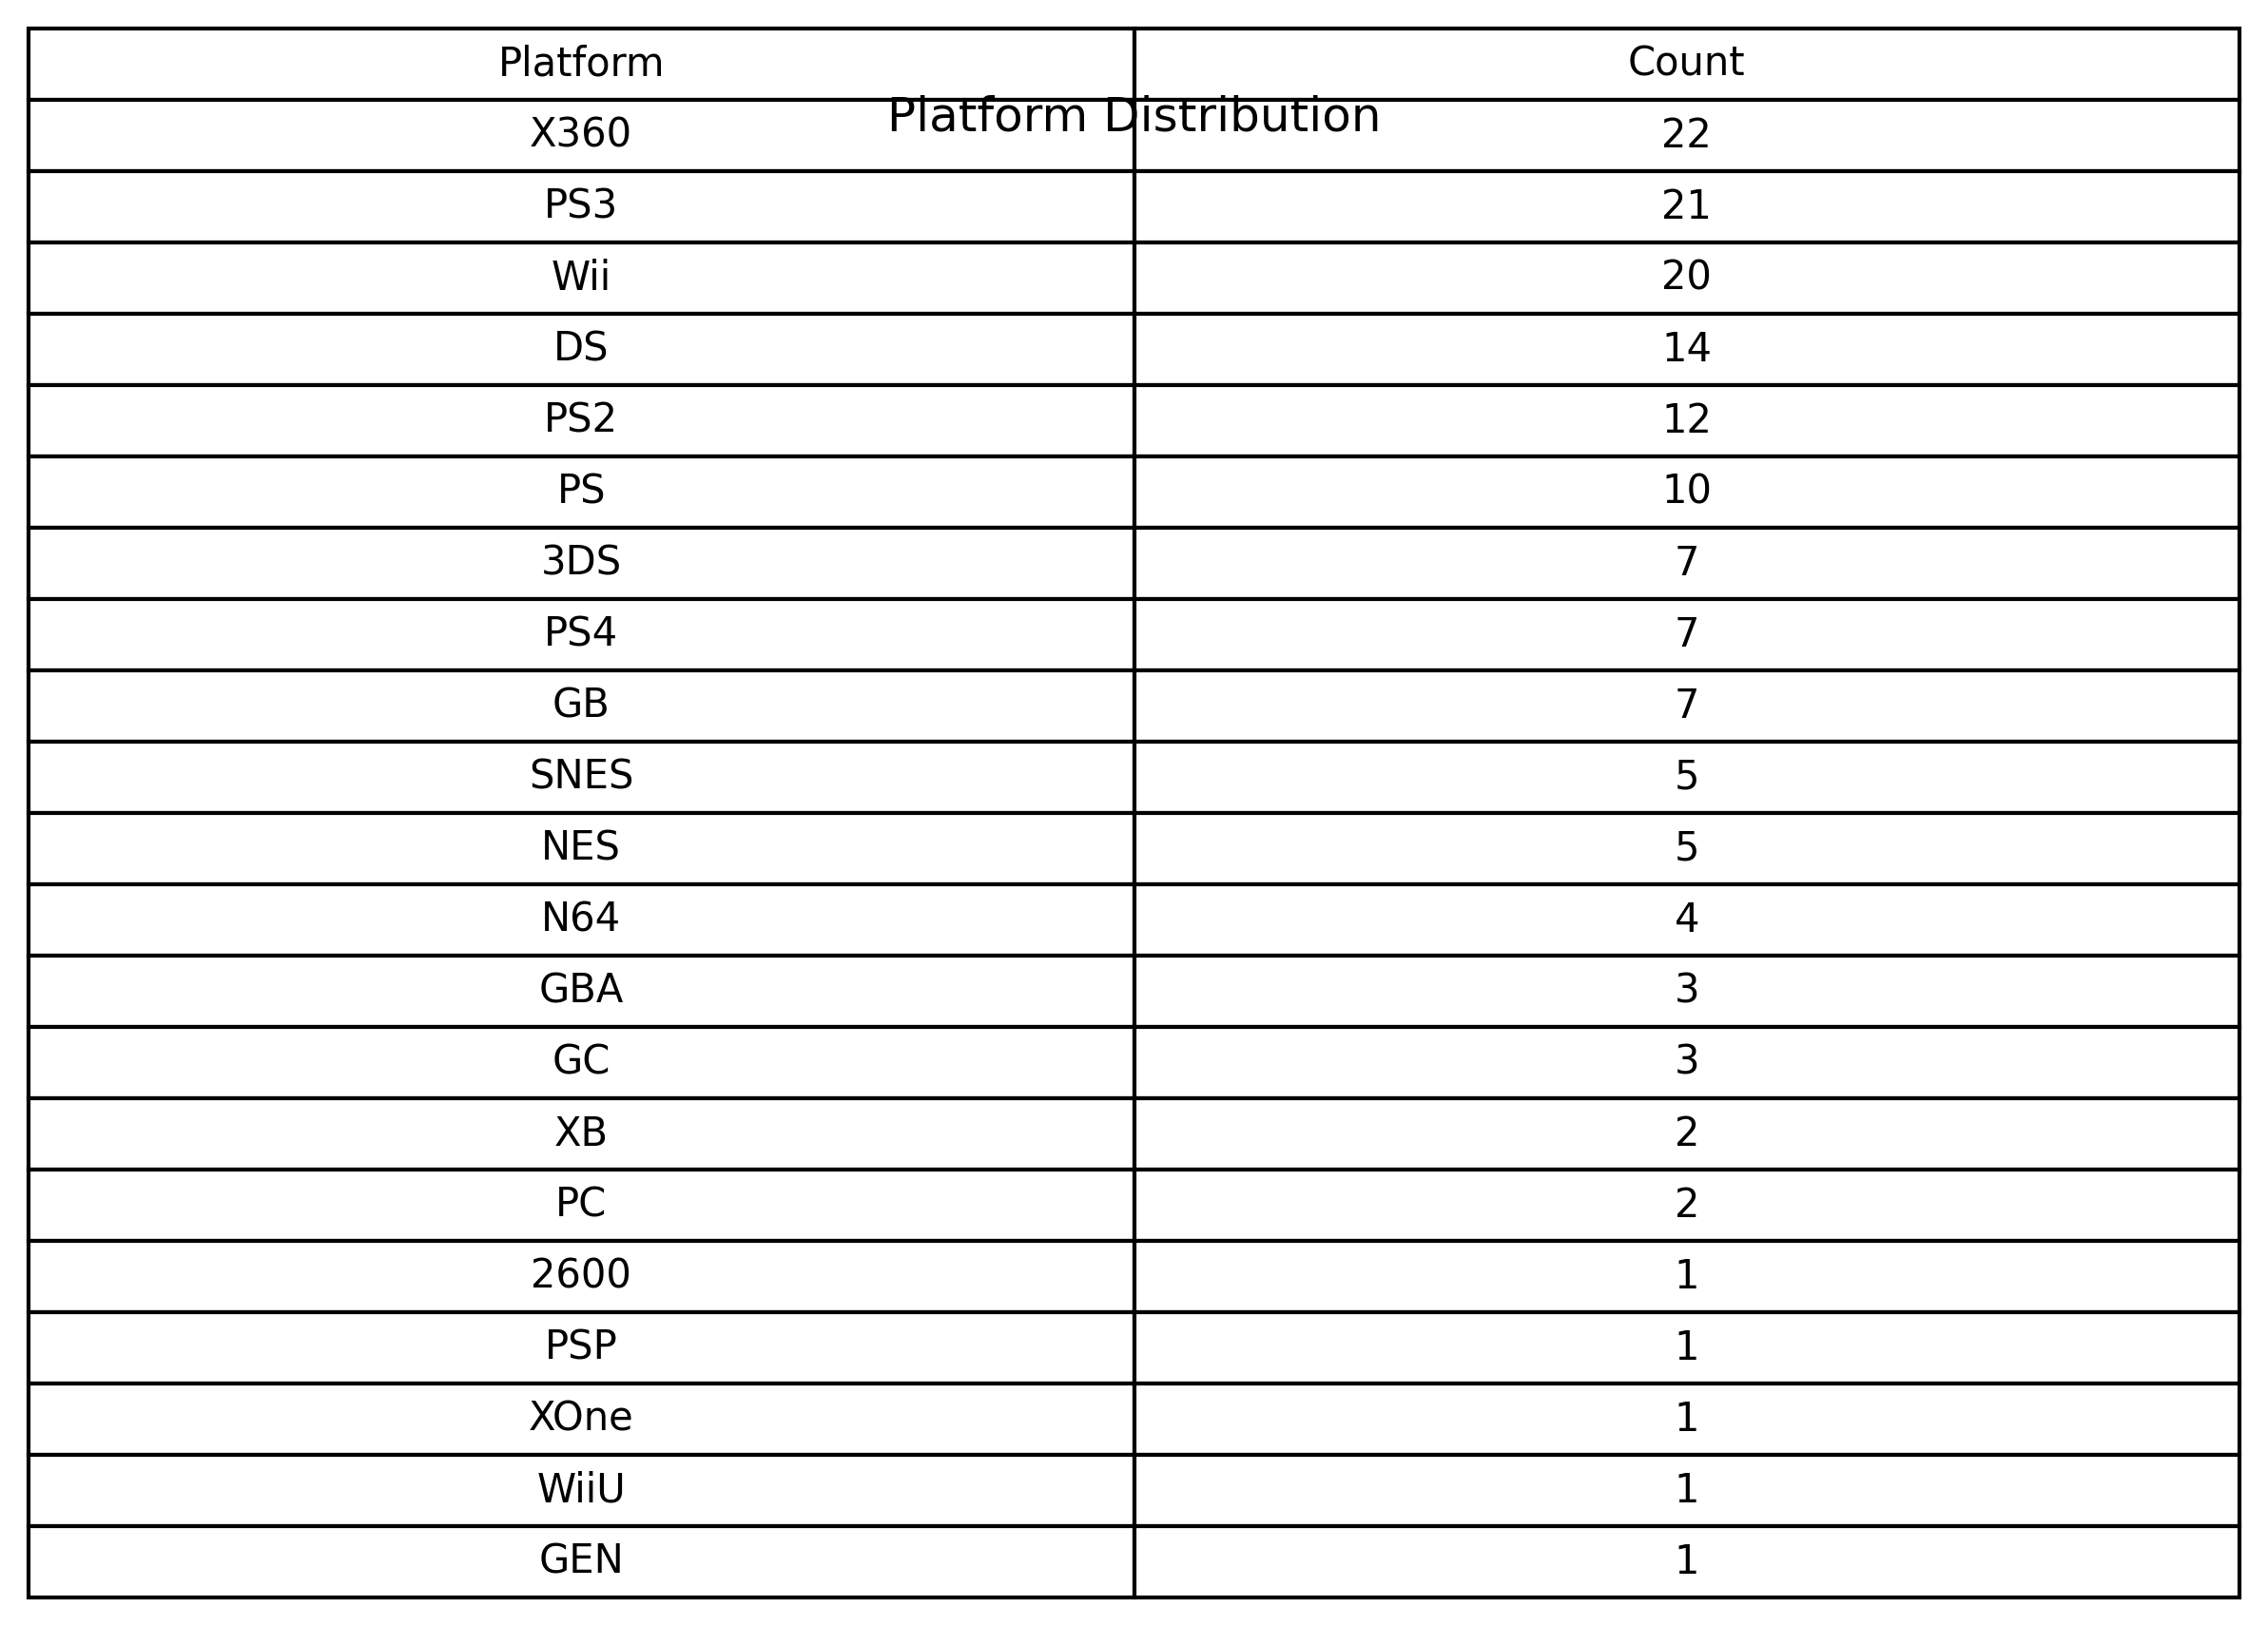 Platform Count
Platform Distribution
X360 22
PS3 21
Wii 20
DS 14
PS2 12
PS 10
3DS 7
PS4 7
GB 7
SNES 5
NES 5
N64 4
GBA 3
GC 3
XB 2
PC 2
2600 1
PSP 1
XOne 1
WiiU 1
GEN 1